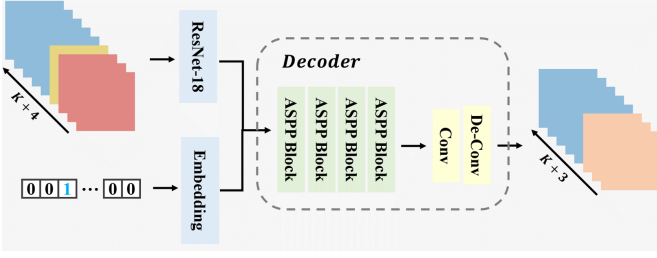 K + 4
ResNet-18
0 0 1 ⋯ 0 0
Embedding
Decoder
ASPP Block
ASPP Block
ASPP Block
ASPP Block
Conv
De-Conv
K + 3